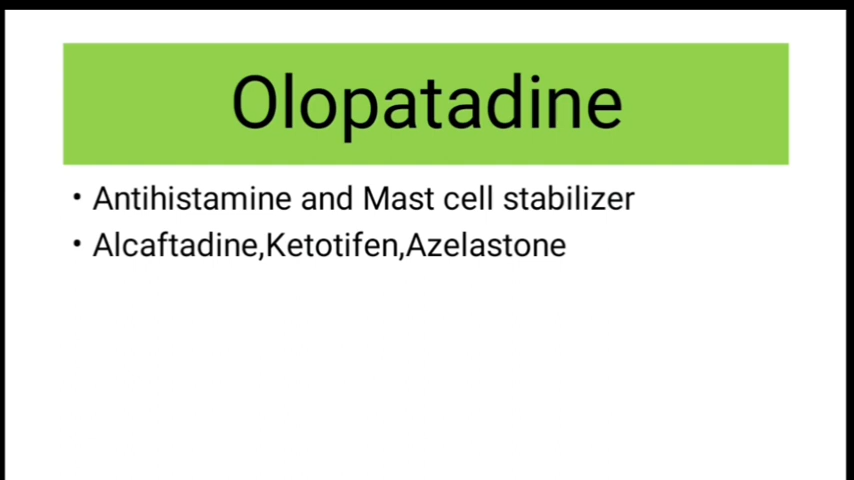 Olopatadine
• Antihistamine and Mast cell stabilizer
• Alcaftadine,Ketotifen,Azelastone